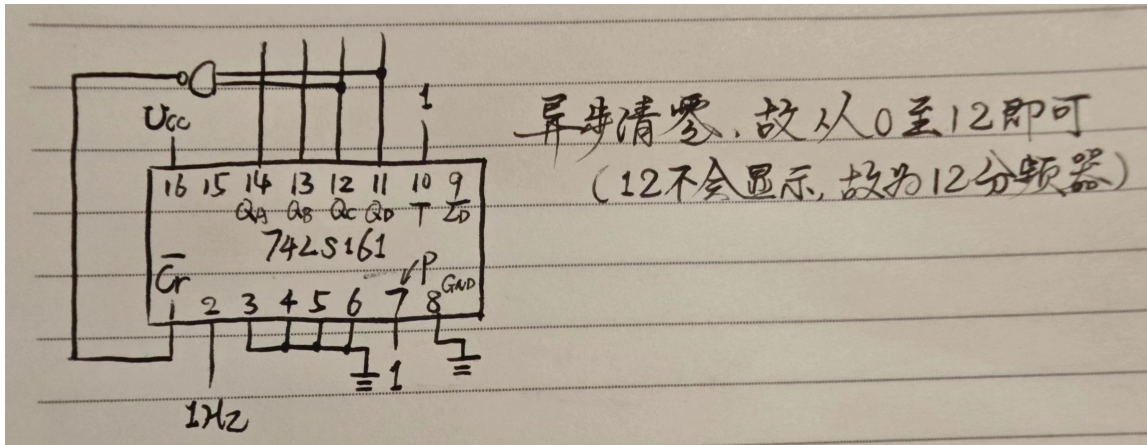 1
异步清零,故从0至12即可
Ucc
(12不会显示,故为12分频器)
16 15 14 13 12 11 10 9
QA QB QC QD T LD
74LS161
Cr
P
GND
1 2 3 4 5 6 7 8
1
1Hz